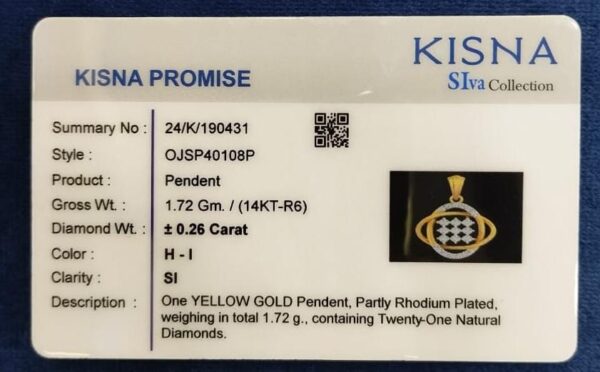 KISNA
KISNA PROMISE
SIva Collection
Summary No : 24/K/190431
Style : OJSP40108P
Product : Pendent
Gross Wt. : 1.72 Gm. / (14KT-R6)
Diamond Wt. : ± 0.26 Carat
Color : H - I
Clarity : SI
Description : One YELLOW GOLD Pendent, Partly Rhodium Plated,
weighing in total 1.72 g., containing Twenty-One Natural
Diamonds.